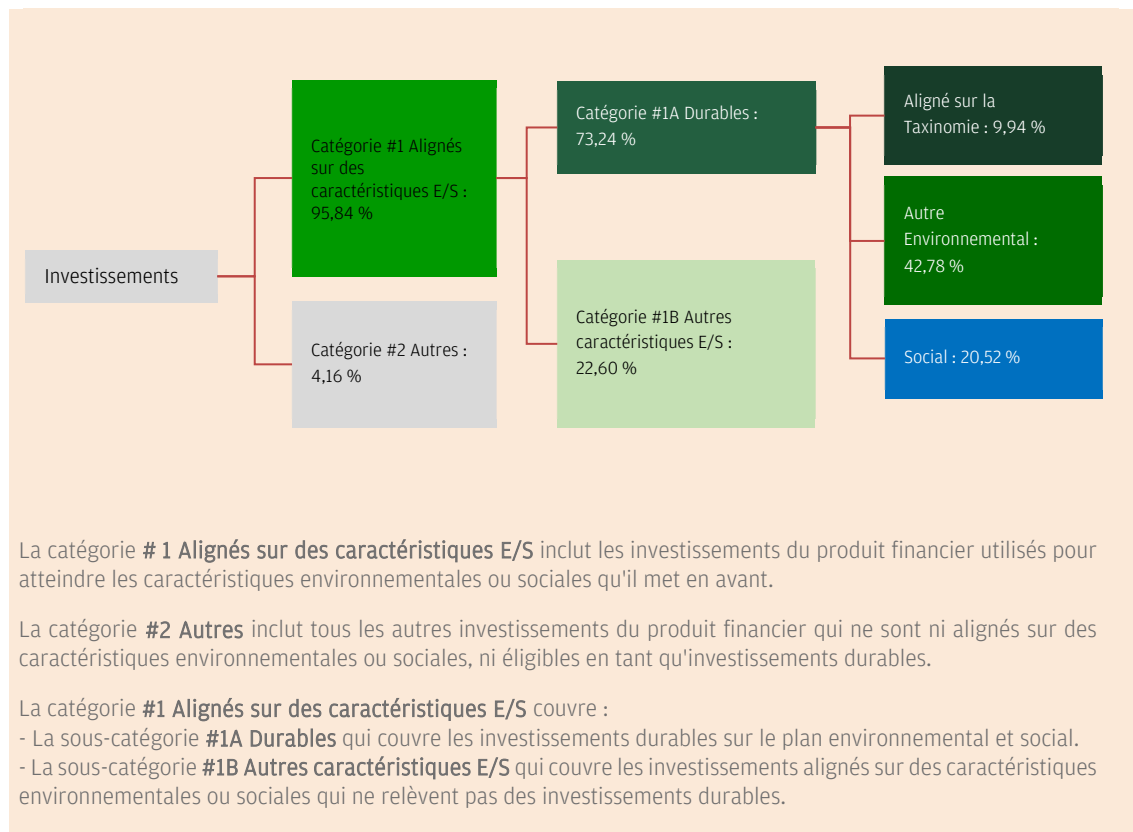 Investissements
Catégorie #1 Alignés
sur des
caractéristiques E/S :
95,84 %
Catégorie #2 Autres :
4,16 %
Catégorie #1A Durables :
73,24 %
Catégorie #1B Autres
caractéristiques E/S :
22,60 %
Aligné sur la
Taxinomie : 9,94 %
Autre
Environnemental :
42,78 %
Social : 20,52 %
La catégorie # 1 Alignés sur des caractéristiques E/S inclut les investissements du produit financier utilisés pour
atteindre les caractéristiques environnementales ou sociales qu'il met en avant.
La catégorie #2 Autres inclut tous les autres investissements du produit financier qui ne sont ni alignés sur des
caractéristiques environnementales ou sociales, ni éligibles en tant qu'investissements durables.
La catégorie #1 Alignés sur des caractéristiques E/S couvre :
- La sous-catégorie #1A Durables qui couvre les investissements durables sur le plan environnemental et social.
- La sous-catégorie #1B Autres caractéristiques E/S qui couvre les investissements alignés sur des caractéristiques
environnementales ou sociales qui ne relèvent pas des investissements durables.